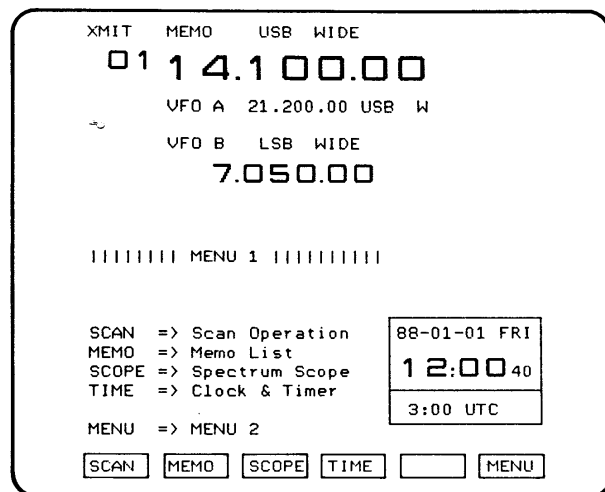 XMIT MEMO USB WIDE
01 14.100.00
VFO A 21.200.00 USB W
VFO B LSB WIDE
7.050.00
|||||||| MENU 1 ||||||||||
SCAN => Scan Operation
MEMO => Memo List
SCOPE => Spectrum Scope
TIME => Clock & Timer
MENU => MENU 2
88-01-01 FRI
12:00 40
3:00 UTC
SCAN MEMO SCOPE TIME MENU